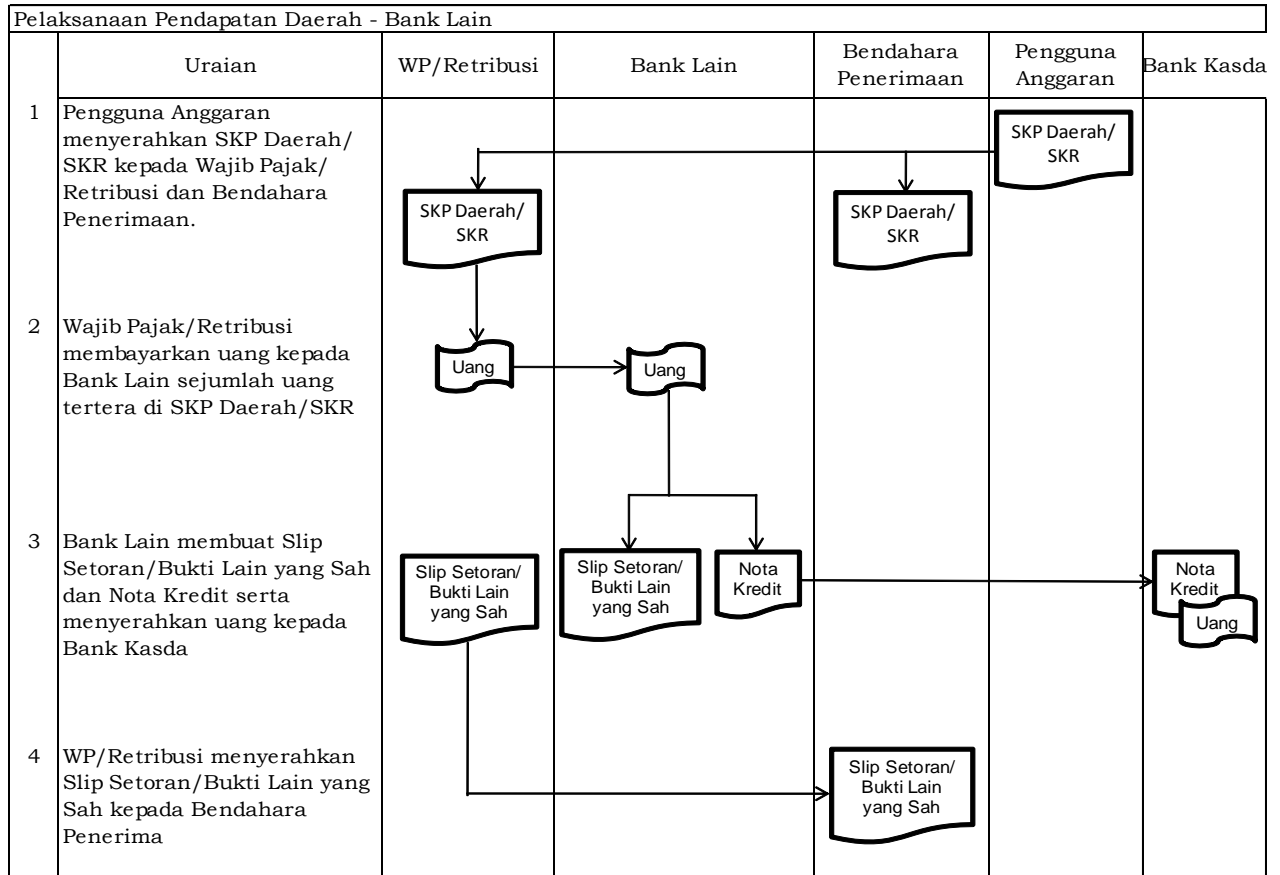 Pelaksanaan Pendapatan Daerah - Bank Lain
Uraian
WP/Retribusi
Bank Lain
Bendahara
Penerimaan
Pengguna
Anggaran
Bank Kasda
1
Pengguna Anggaran
menyerahkan SKP Daerah/
SKR kepada Wajib Pajak/
Retribusi dan Bendahara
Penerimaan.
SKP Daerah/
SKR
SKP Daerah/
SKR
SKP Daerah/
SKR
2
Wajib Pajak/Retribusi
membayarkan uang kepada
Bank Lain sejumlah uang
tertera di SKP Daerah/SKR
Uang
Uang
3
Bank Lain membuat Slip
Setoran/Bukti Lain yang Sah
dan Nota Kredit serta
menyerahkan uang kepada
Bank Kasda
Slip Setoran/
Bukti Lain
yang Sah
Slip Setoran/
Bukti Lain
yang Sah
Nota
Kredit
Nota
Kredit
Uang
4
WP/Retribusi menyerahkan
Slip Setoran/Bukti Lain yang
Sah kepada Bendahara
Penerima
Slip Setoran/
Bukti Lain
yang Sah